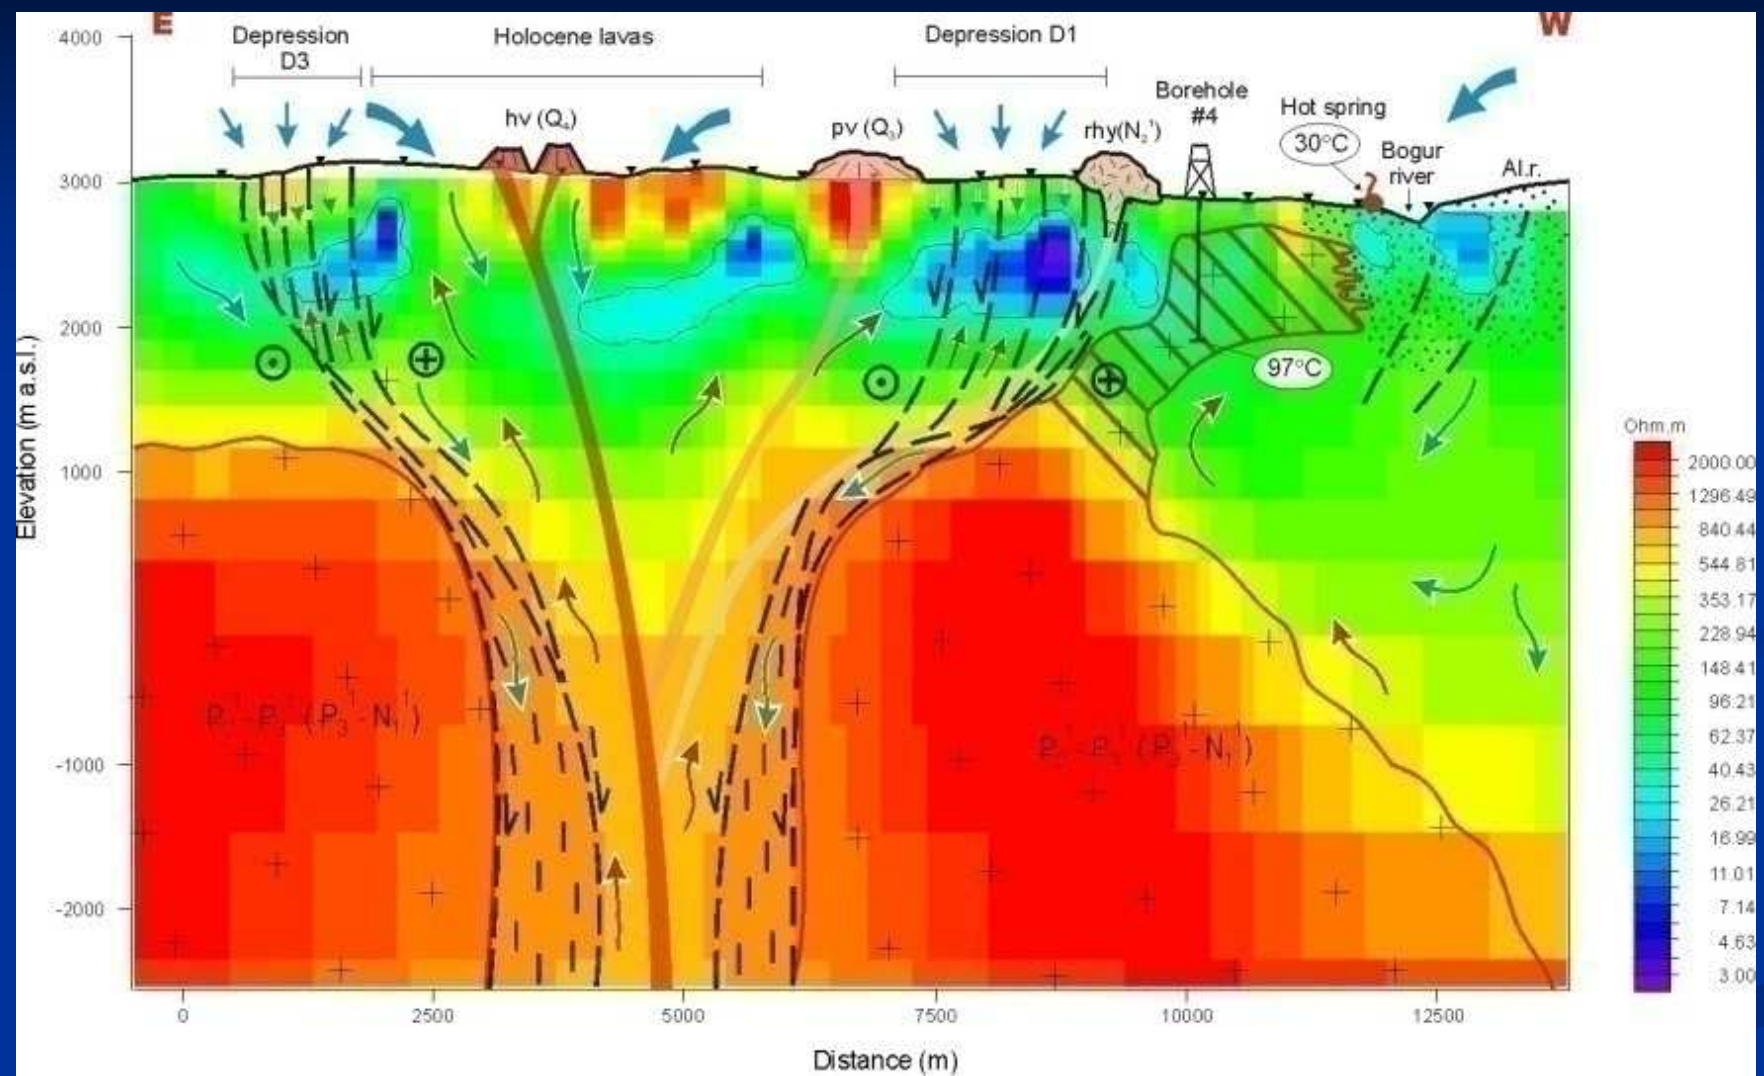 E
W
Depression
D3
Holocene lavas
Depression D1
hv (Q₄)
pv (Q₃)
rhy(N₂¹)
Borehole
#4
Hot spring
30°C
Bogur
river
Al.r.
97°C
4000
3000
2000
1000
-1000
-2000
Elevation (m a.s.l.)
0
2500
5000
7500
10000
12500
Distance (m)
Ohm.m
2000.00
1296.49
840.44
544.81
353.17
228.94
148.41
96.21
62.37
40.43
26.21
16.99
11.01
7.14
4.63
3.00